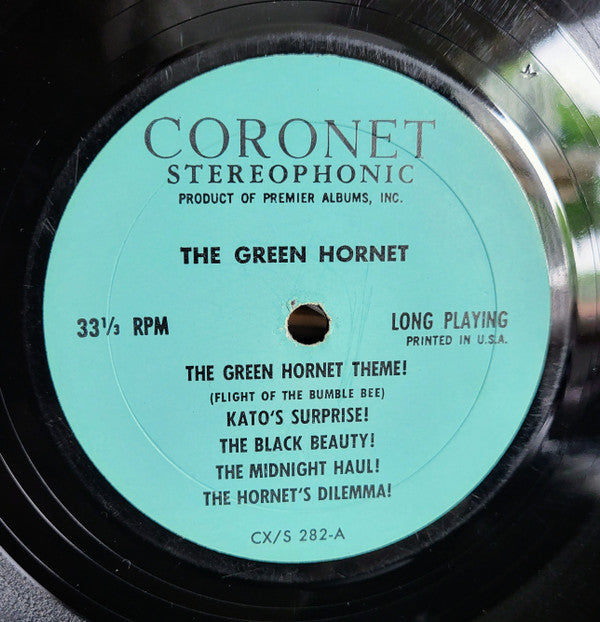 CORONET
STEREOPHONIC
PRODUCT OF PREMIER ALBUMS, INC.
THE GREEN HORNET
33⅓ RPM
LONG PLAYING
PRINTED IN U.S.A.
THE GREEN HORNET THEME!
(FLIGHT OF THE BUMBLE BEE)
KATO'S SURPRISE!
THE BLACK BEAUTY!
THE MIDNIGHT HAUL!
THE HORNET'S DILEMMA!
CX/S 282-A